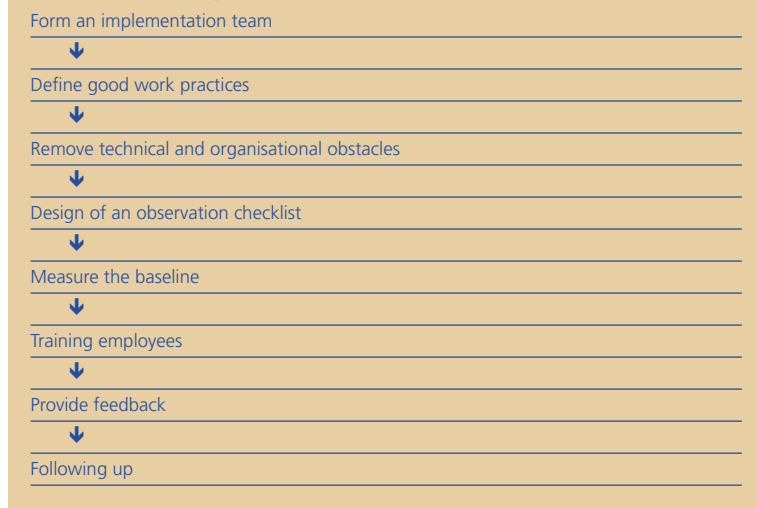 Form an implementation team
Define good work practices
Remove technical and organisational obstacles
Design of an observation checklist
Measure the baseline
Training employees
Provide feedback
Following up